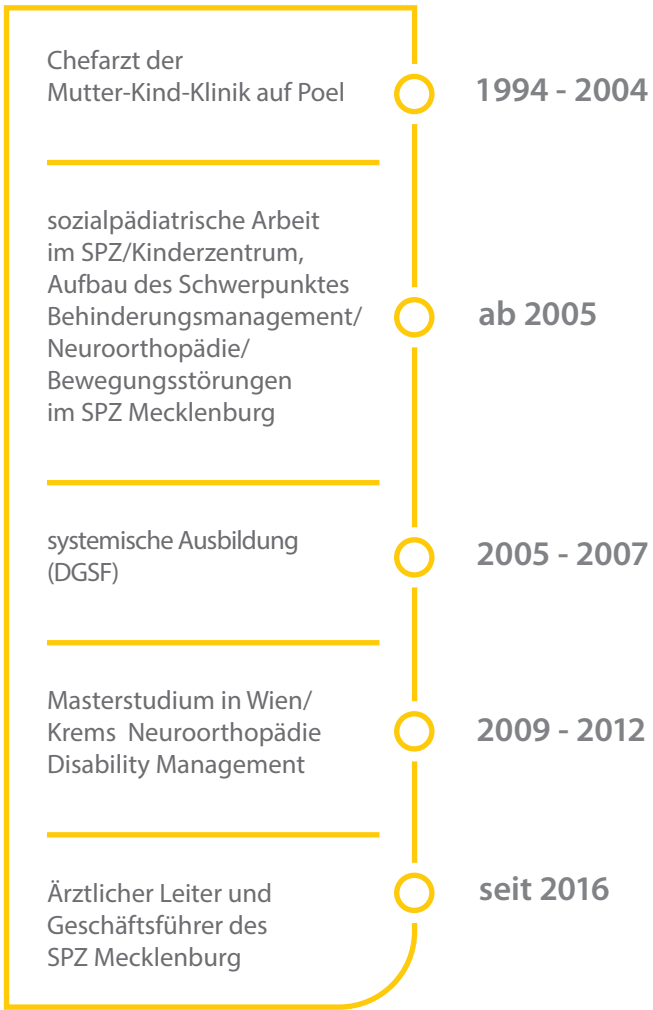 Chefarzt der
Mutter-Kind-Klinik auf Poel
1994 - 2004
sozialpädiatrische Arbeit
im SPZ/Kinderzentrum,
Aufbau des Schwerpunktes
Behinderungsmanagement/
Neuroorthopädie/
Bewegungsstörungen
im SPZ Mecklenburg
ab 2005
systemische Ausbildung
(DGSF)
2005 - 2007
Masterstudium in Wien/
Krems  Neuroorthopädie
Disability Management
2009 - 2012
Ärztlicher Leiter und
Geschäftsführer des
SPZ Mecklenburg
seit 2016